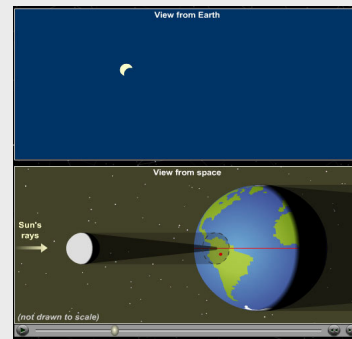 View from Earth
View from space
Sun's
rays
(not drawn to scale)